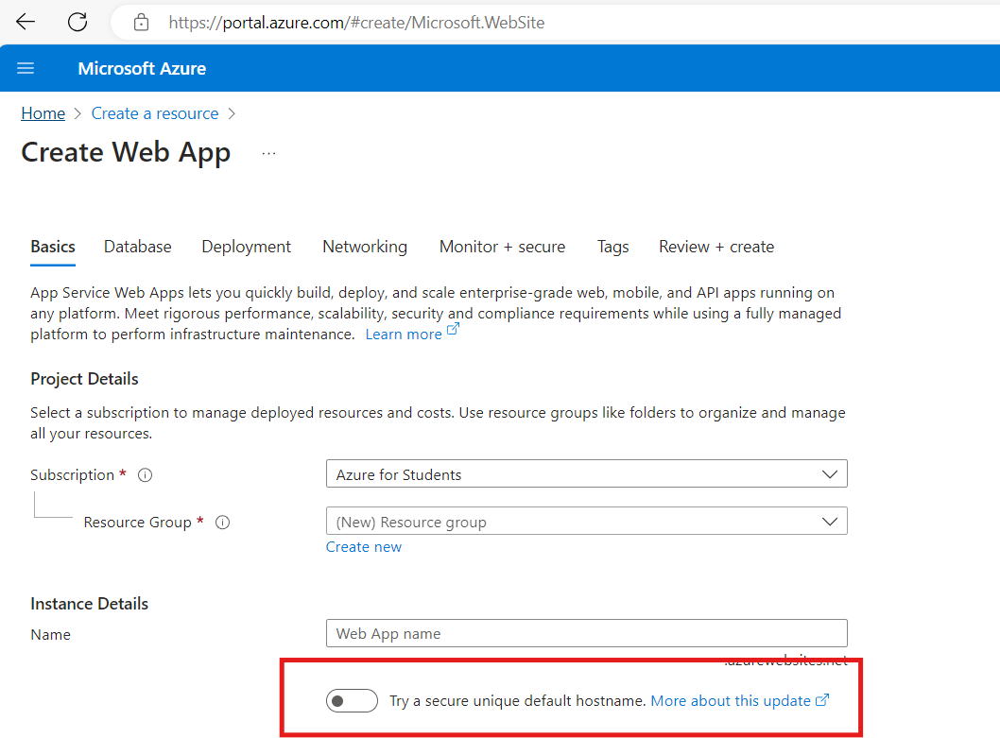 https://portal.azure.com/#create/Microsoft.WebSite
Microsoft Azure
Home > Create a resource >
Create Web App ...
Basics Database Deployment Networking Monitor + secure Tags Review + create
App Service Web Apps lets you quickly build, deploy, and scale enterprise-grade web, mobile, and API apps running on
any platform. Meet rigorous performance, scalability, security and compliance requirements while using a fully managed
platform to perform infrastructure maintenance. Learn more
Project Details
Select a subscription to manage deployed resources and costs. Use resource groups like folders to organize and manage
all your resources.
Subscription * Azure for Students
Resource Group * (New) Resource group
Create new
Instance Details
Name Web App name
.azurewebsites.net
Try a secure unique default hostname. More about this update